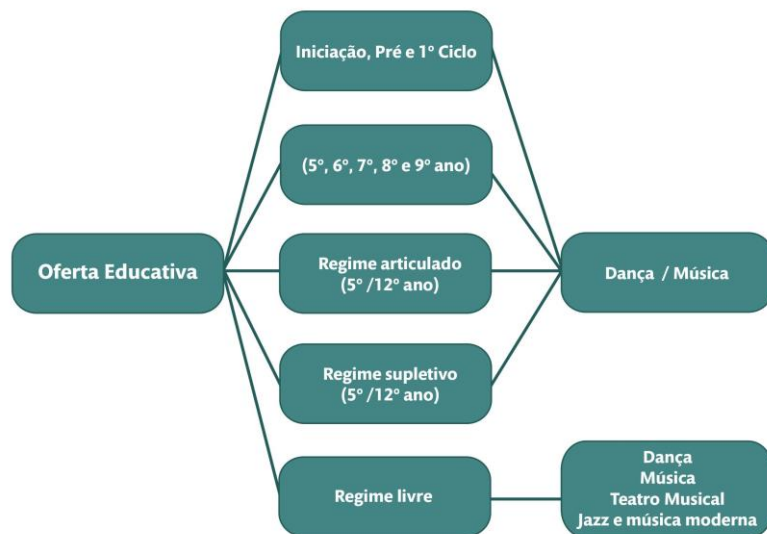 Iniciação, Pré e 1º Ciclo
(5º, 6º, 7º, 8º e 9º ano)
Oferta Educativa
Regime articulado
(5º /12º ano)
Dança / Música
Regime supletivo
(5º /12º ano)
Regime livre
Dança
Música
Teatro Musical
Jazz e música moderna